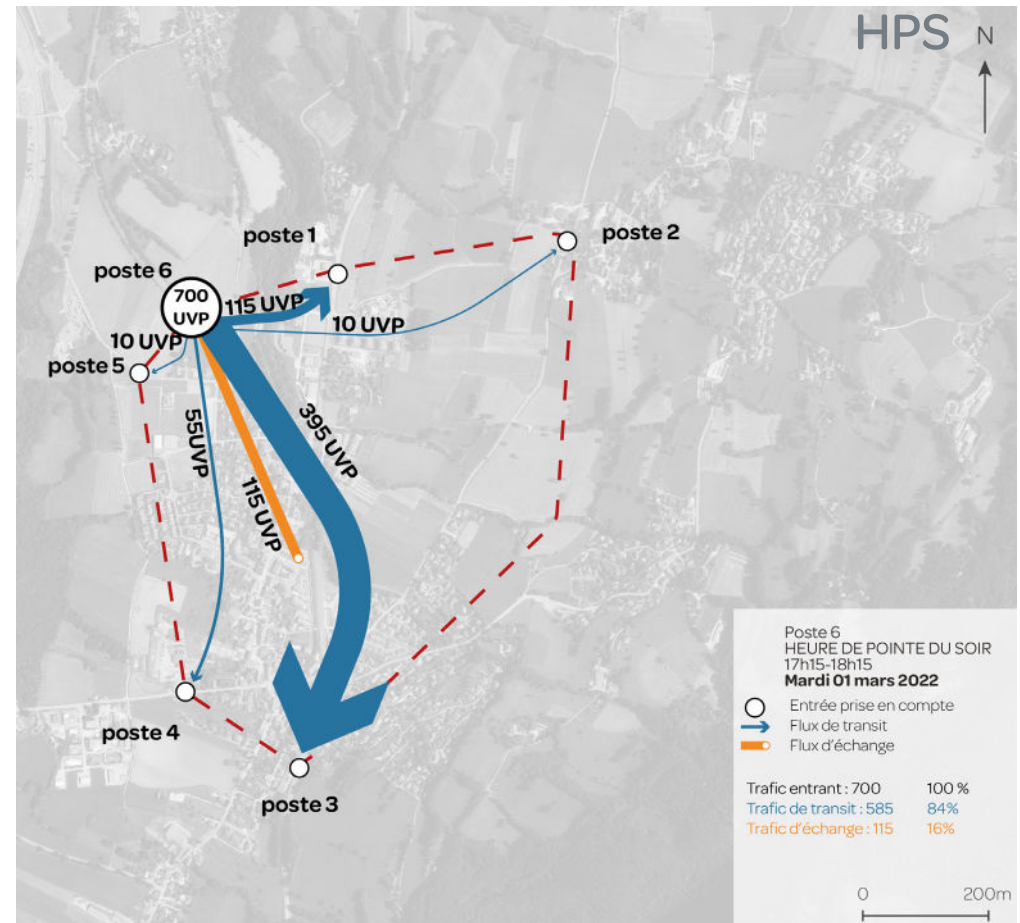 HPS
N
poste 1
poste 2
poste 6
700
UVP
115 UVP
10 UVP
10 UVP
poste 5
55UVP
395 UVP
115 UVP
poste 4
poste 3
Poste 6
HEURE DE POINTE DU SOIR
17h15-18h15
Mardi 01 mars 2022
Entrée prise en compte
Flux de transit
Flux d'échange
Trafic entrant : 700 100 %
Trafic de transit : 585 84%
Trafic d'échange : 115 16%
0 200m